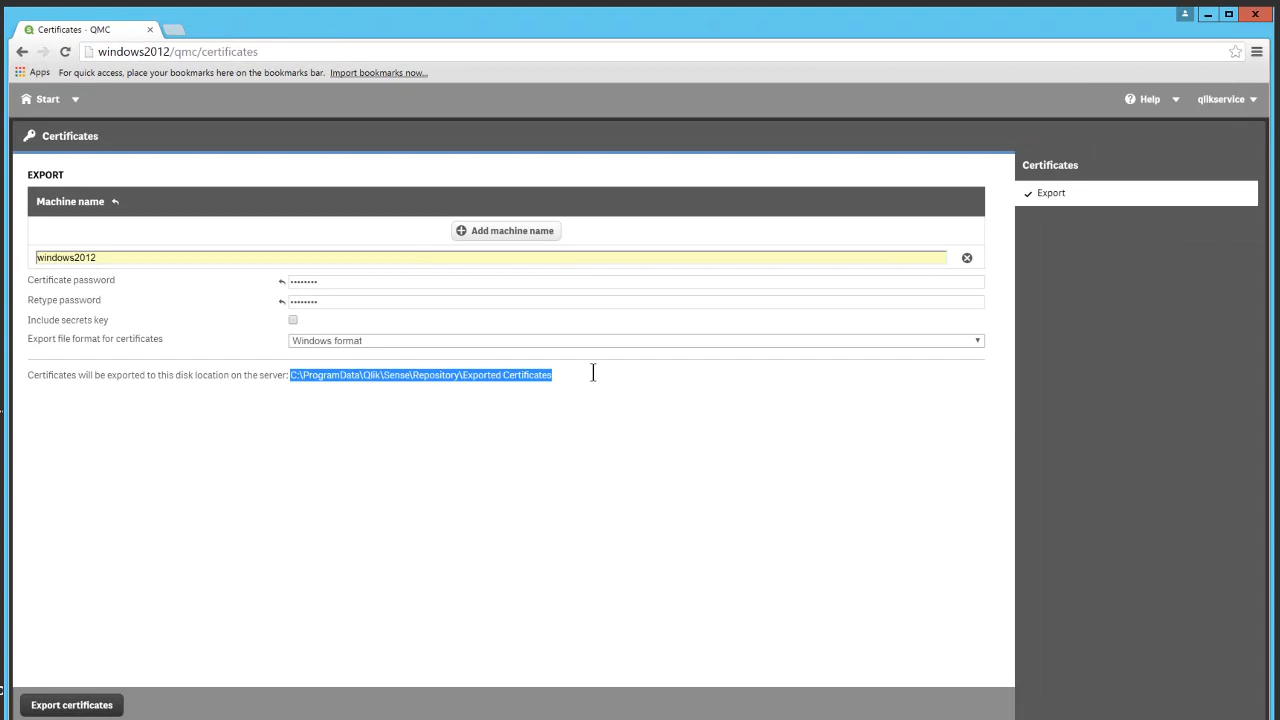 Certificates - QMC
windows2012/qmc/certificates
Apps For quick access, place your bookmarks here on the bookmarks bar. Import bookmarks now...
Start Help qlikservice
Certificates
Certificates
Export
EXPORT
Machine name
Add machine name
windows2012
Certificate password ••••••••
Retype password ••••••••
Include secrets key
Export file format for certificates Windows format
Certificates will be exported to this disk location on the server: C:\ProgramData\Qlik\Sense\Repository\Exported Certificates
Export certificates